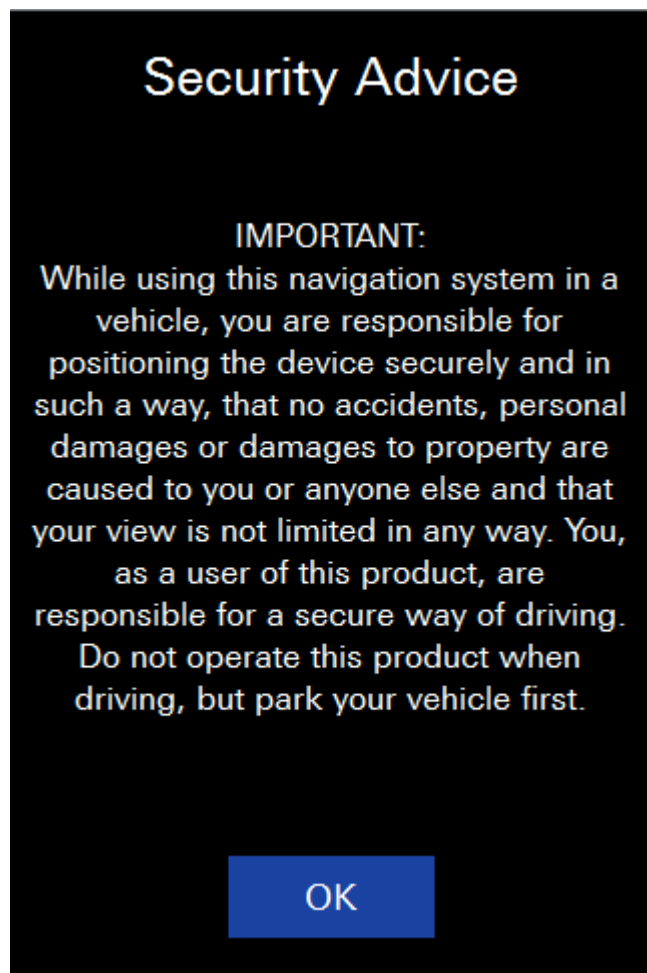 Security Advice
IMPORTANT:
While using this navigation system in a
vehicle, you are responsible for
positioning the device securely and in
such a way, that no accidents, personal
damages or damages to property are
caused to you or anyone else and that
your view is not limited in any way. You,
as a user of this product, are
responsible for a secure way of driving.
Do not operate this product when
driving, but park your vehicle first.
OK